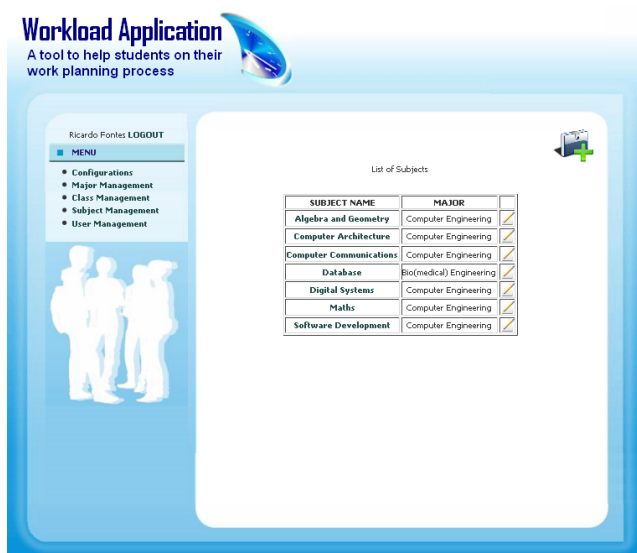 Workload Application
A tool to help students on their
work planning process
Ricardo Fontes LOGOUT
MENU
Configurations
Major Management
Class Management
Subject Management
User Management
List of Subjects
SUBJECT NAME MAJOR
Algebra and Geometry Computer Engineering
Computer Architecture Computer Engineering
Computer Communications Computer Engineering
Database Bio(medical) Engineering
Digital Systems Computer Engineering
Maths Computer Engineering
Software Development Computer Engineering